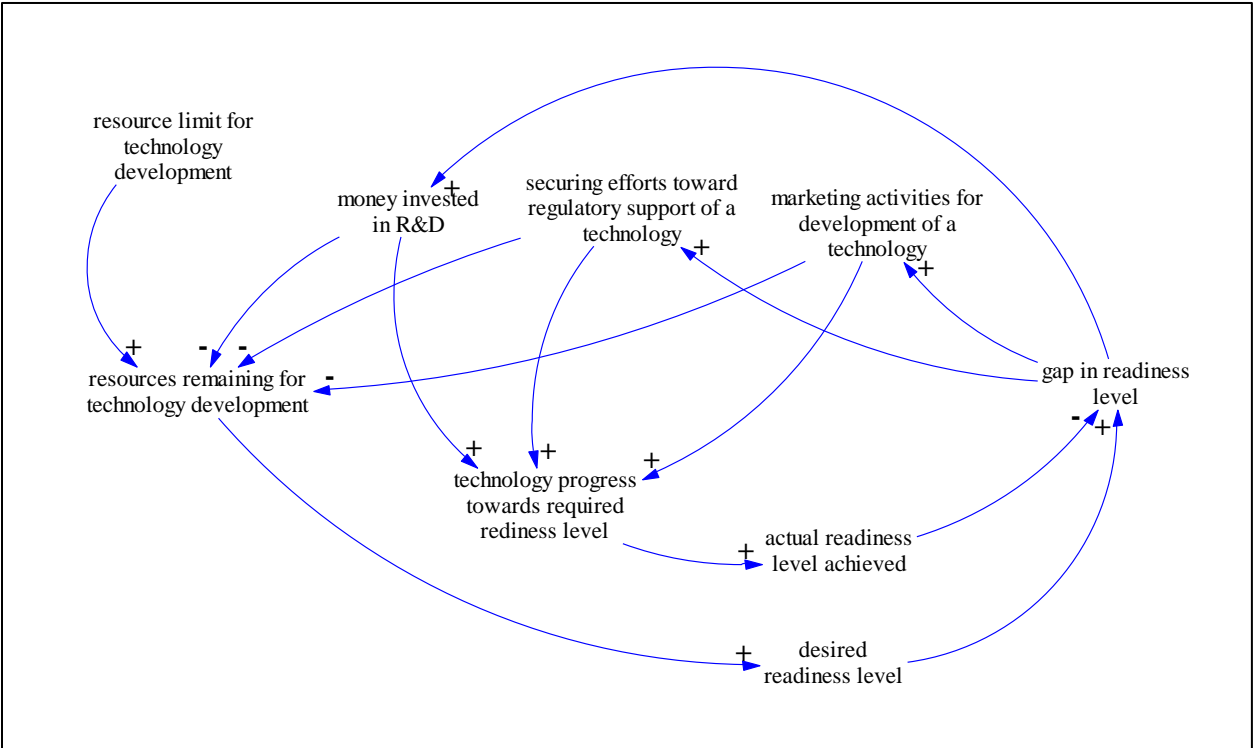 resource limit for
technology
development
money invested
in R&D
+
securing efforts toward
regulatory support of a
technology
+
marketing activities for
development of a
technology
+
+
-
-
-
resources remaining for
technology development
gap in readiness
level
-
+
+
+
+
technology progress
towards required
rediness level
+
actual readiness
level achieved
+
desired
readiness level